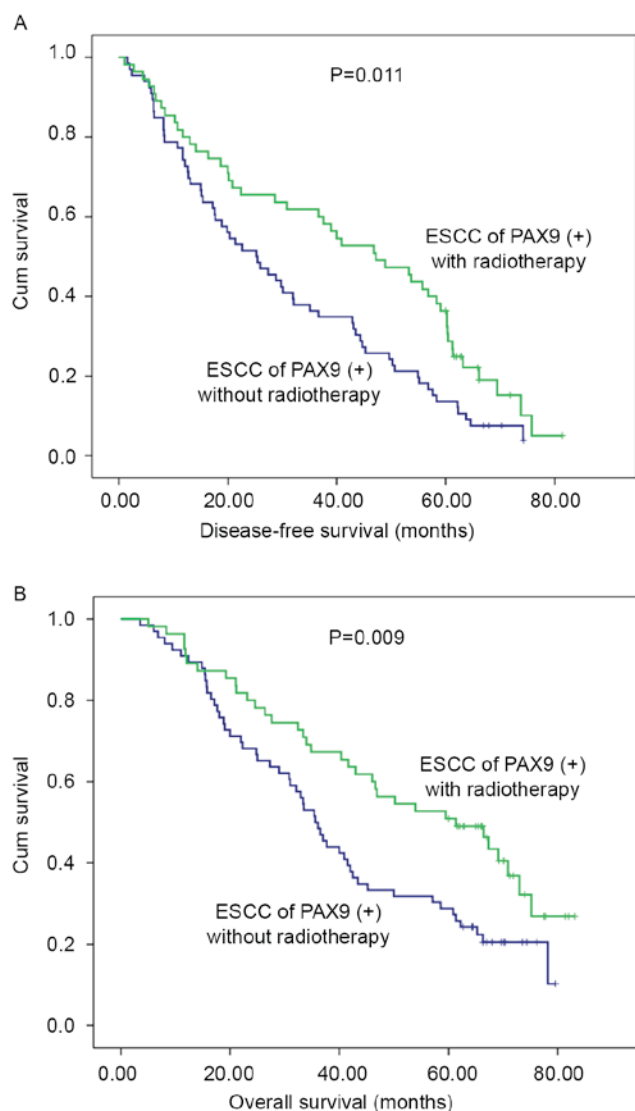 A
1.0
P=0.011
0.8
0.6
Cum survival
ESCC of PAX9 (+)
with radiotherapy
0.4
ESCC of PAX9 (+)
without radiotherapy
0.2
0.0
0.00 20.00 40.00 60.00 80.00
Disease-free survival (months)
B
1.0
P=0.009
0.8
0.6
Cum survival
ESCC of PAX9 (+)
with radiotherapy
0.4
ESCC of PAX9 (+)
without radiotherapy
0.2
0.0
0.00 20.00 40.00 60.00 80.00
Overall survival (months)